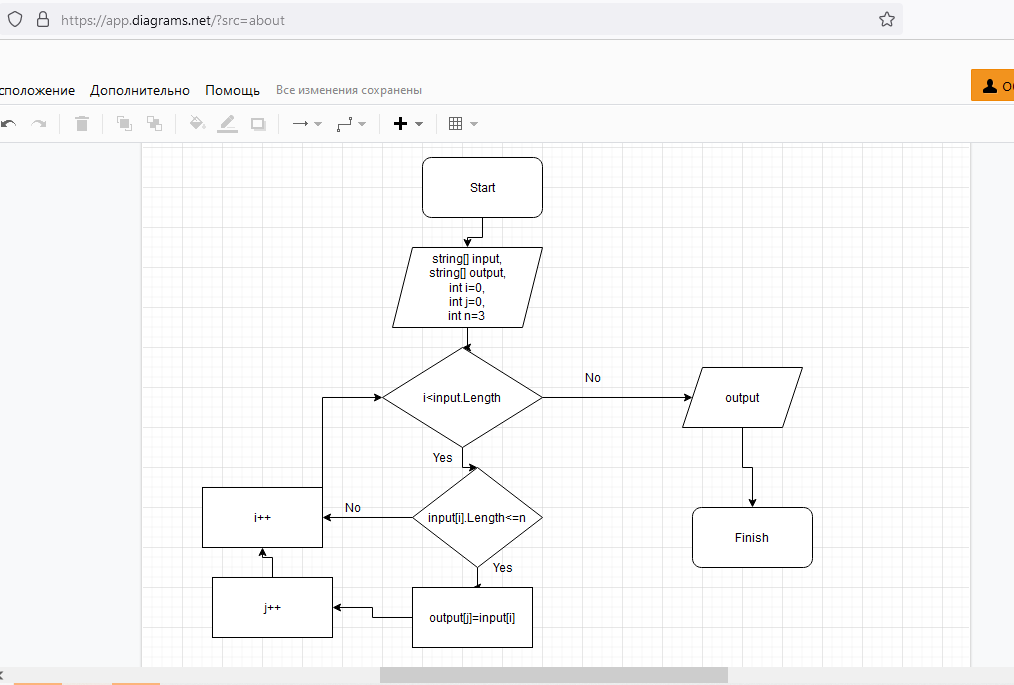 https://app.diagrams.net/?src=about
сположение Дополнительно Помощь Все изменения сохранены
Start
string[] input,
string[] output,
int i=0,
int j=0,
int n=3
i<input.Length
No
output
Yes
input[i].Length<=n
No
i++
Finish
Yes
j++
output[j]=input[i]